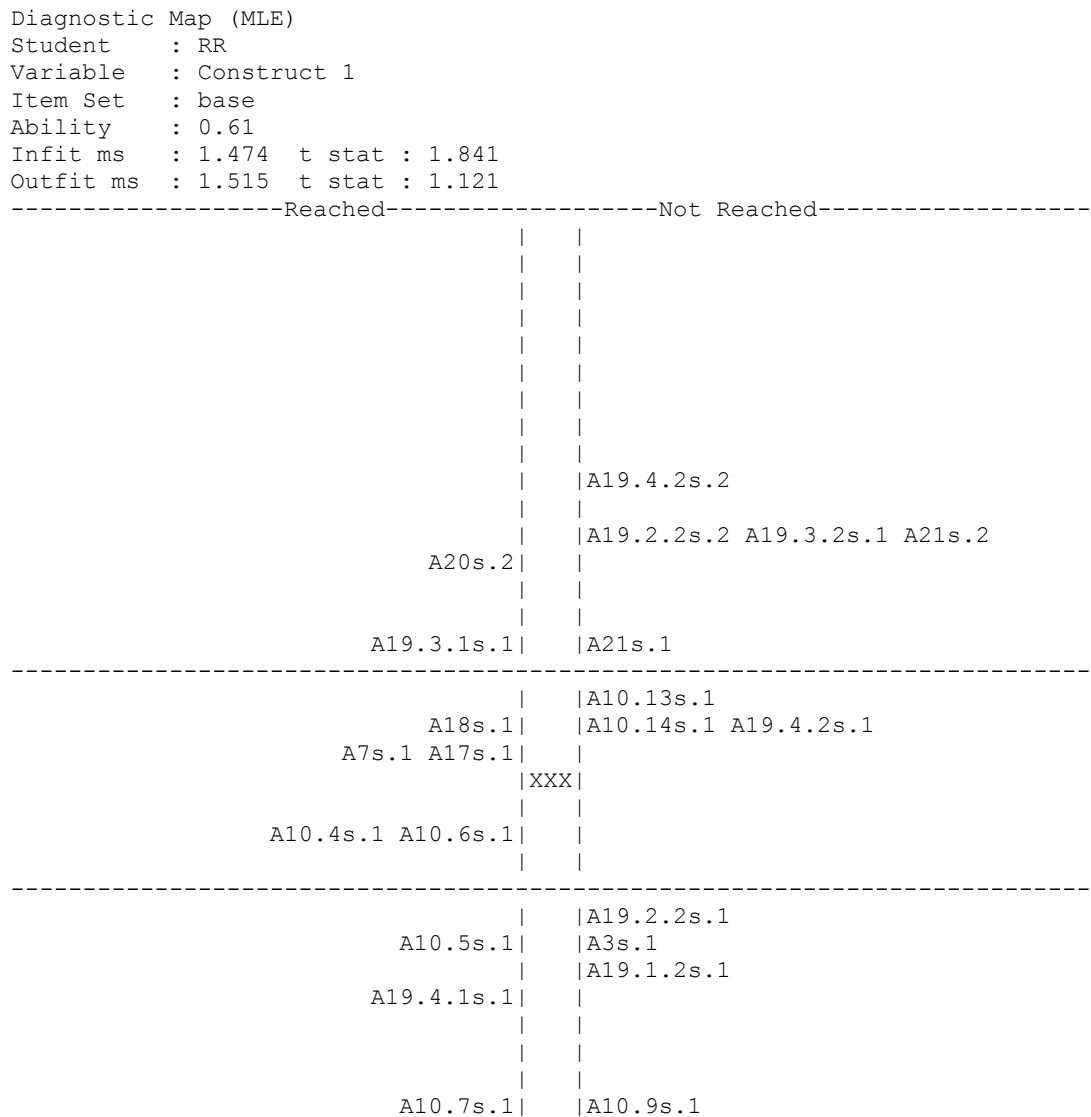 Diagnostic Map (MLE)
Student    : RR
Variable   : Construct 1
Item Set   : base
Ability    : 0.61
Infit ms   : 1.474  t stat : 1.841
Outfit ms  : 1.515  t stat : 1.121
-------------------Reached-------------------Not Reached-------------------
                                   |   |
                                   |   |
                                   |   |
                                   |   |
                                   |   |
                                   |   |
                                   |   |
                                   |   |
                                   |   |
                                   |   |A19.4.2s.2
                                   |   |
                                   |   |A19.2.2s.2 A19.3.2s.1 A21s.2
                             A20s.2|   |
                                   |   |
                                   |   |
                         A19.3.1s.1|   |A21s.1
---------------------------------------------------------------------------
                                   |   |A10.13s.1
                             A18s.1|   |A10.14s.1 A19.4.2s.1
                       A7s.1 A17s.1|   |
                                   |XXX|
                                   |   |
                  A10.4s.1 A10.6s.1|   |
                                   |   |
---------------------------------------------------------------------------
                                   |   |A19.2.2s.1
                           A10.5s.1|   |A3s.1
                                   |   |A19.1.2s.1
                         A19.4.1s.1|   |
                                   |   |
                                   |   |
                                   |   |
                           A10.7s.1|   |A10.9s.1